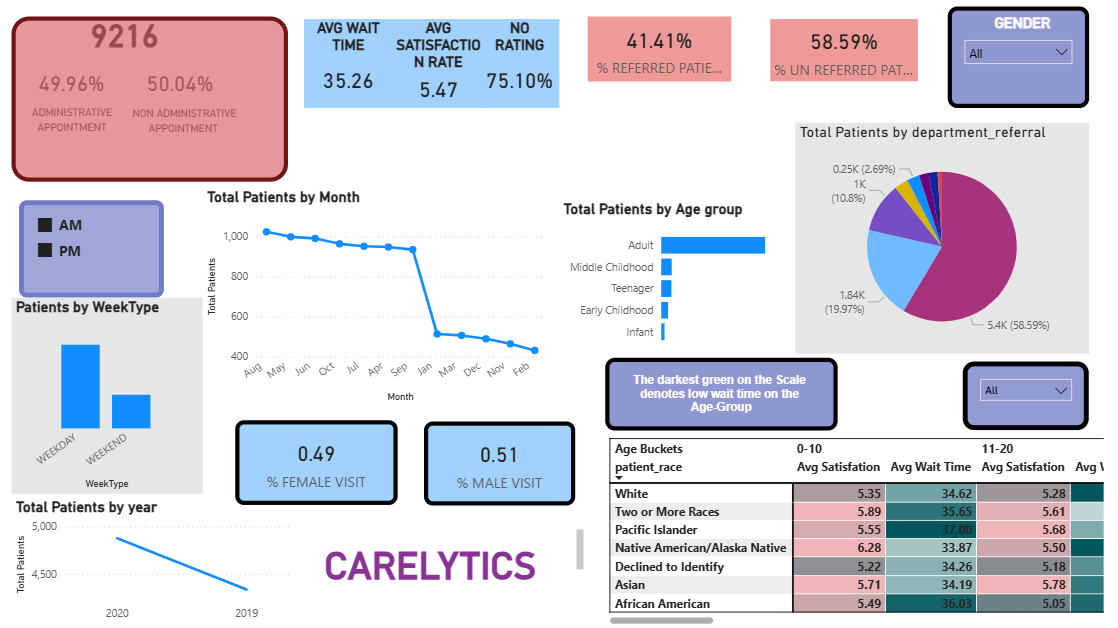 9216
49.96%
50.04%
ADMINISTRATIVE
APPOINTMENT
NON ADMINISTRATIVE
APPOINTMENT
AVG WAIT
TIME
35.26
AVG
SATISFACTIO
N RATE
5.47
NO
RATING
75.10%
41.41%
% REFERRED PATIE...
58.59%
% UN REFERRED PAT...
GENDER
All
AM
PM
Patients by WeekType
WEEKDAY
WEEKEND
WeekType
Total Patients by Month
Total Patients
1,000
800
600
400
Aug May Jun Oct Jul Apr Sep Jan Mar Dec Nov Feb
Month
Total Patients by Age group
Adult
Middle Childhood
Teenager
Early Childhood
Infant
Total Patients by department_referral
0.25K (2.69%)
1K
(10.8%)
1.84K
(19.97%)
5.4K (58.59%)
The darkest green on the Scale
denotes low wait time on the
Age-Group
All
0.49
% FEMALE VISIT
0.51
% MALE VISIT
Total Patients by year
Total Patients
5,000
4,500
2020 2019
CARELYTICS
Age Buckets 0-10 11-20
patient_race Avg Satisfation Avg Wait Time Avg Satisfation Avg W
White 5.35 34.62 5.28
Two or More Races 5.89 35.65 5.61
Pacific Islander 5.55 37.00 5.68
Native American/Alaska Native 6.28 33.87 5.50
Declined to Identify 5.22 34.26 5.18
Asian 5.71 34.19 5.78
African American 5.49 36.03 5.05